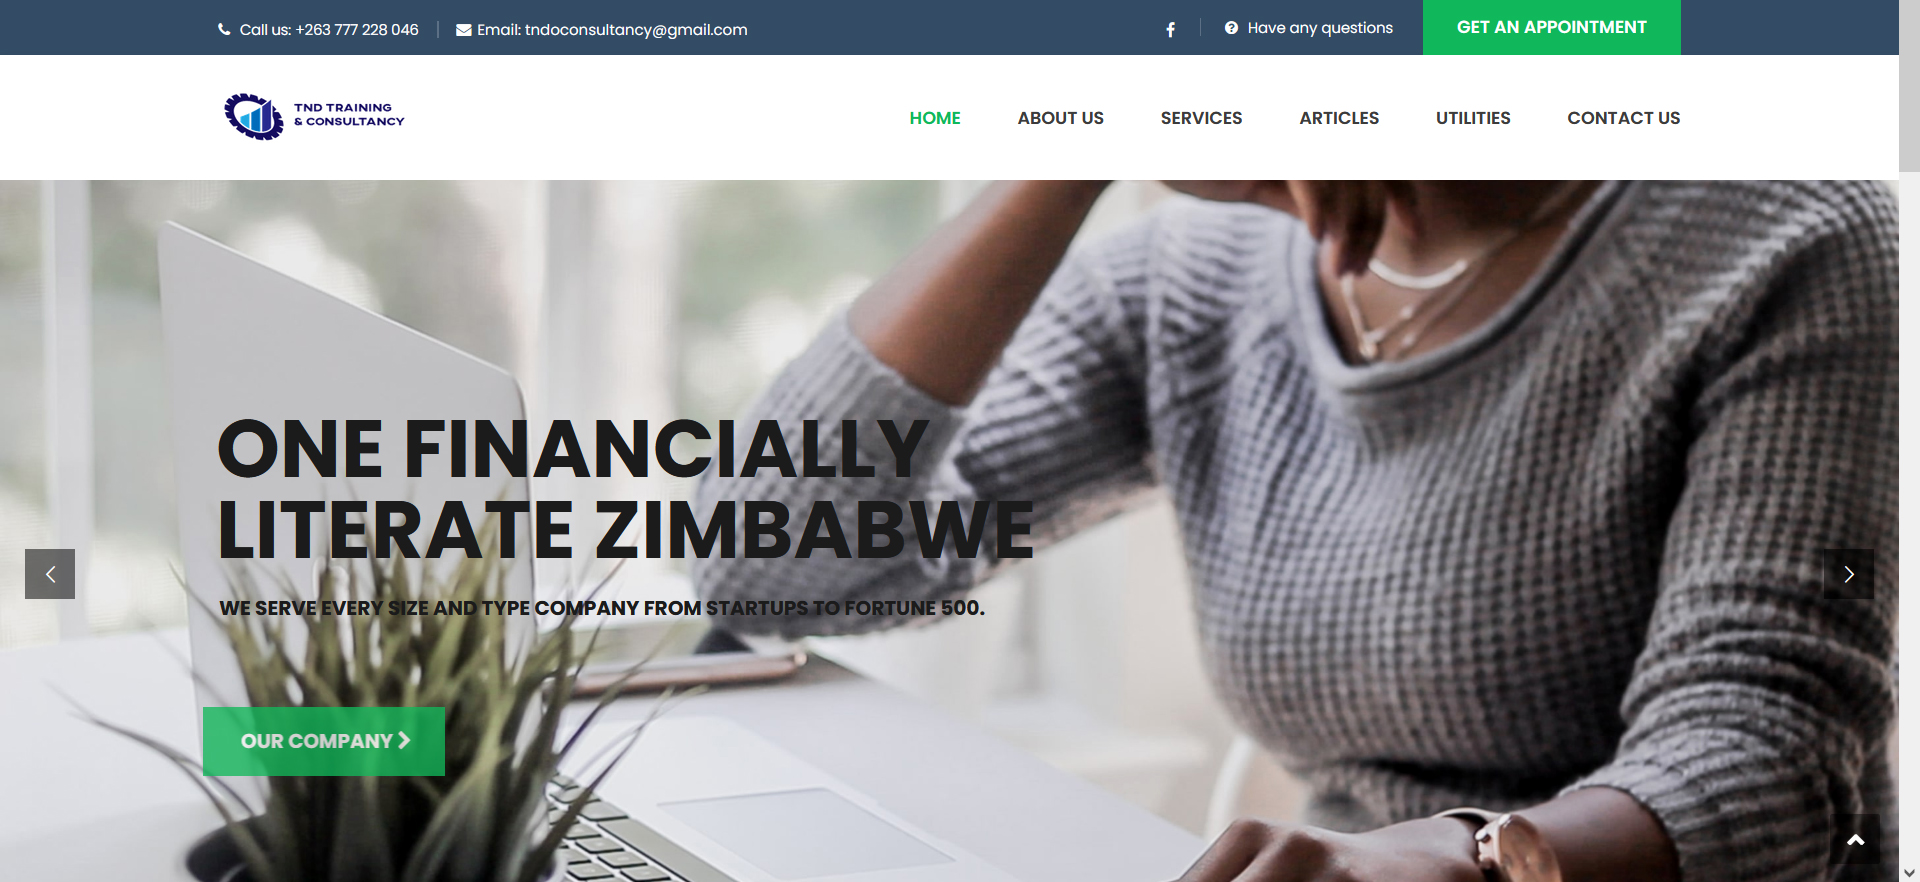 Call us: +263 777 228 046
Email: tndoconsultancy@gmail.com
Have any questions
GET AN APPOINTMENT
TND TRAINING
& CONSULTANCY
HOME
ABOUT US
SERVICES
ARTICLES
UTILITIES
CONTACT US
ONE FINANCIALLY
LITERATE ZIMBABWE
WE SERVE EVERY SIZE AND TYPE COMPANY FROM STARTUPS TO FORTUNE 500.
OUR COMPANY